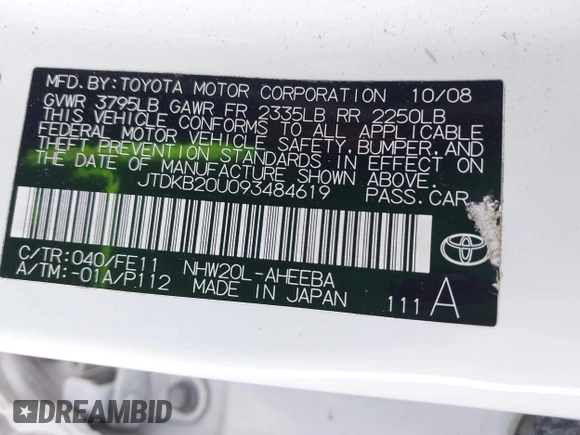 MFD.BY:TOYOTA MOTOR CORPORATION 10/08
GVWR 3795LB GAWR FR 2335LB RR 2250LB
THIS VEHICLE CONFORMS TO ALL APPLICABLE
FEDERAL MOTOR VEHICLE SAFETY,BUMPER,AND
THEFT PREVENTION STANDARDS IN EFFECT ON
THE DATE OF MANUFACTURE SHOWN ABOVE.
JTDKB20U093484619 PASS.CAR
C/TR:040/FE11 NHW20L-AHEEBA
A/TM:-01A/P112 MADE IN JAPAN 111 A
DREAMBID